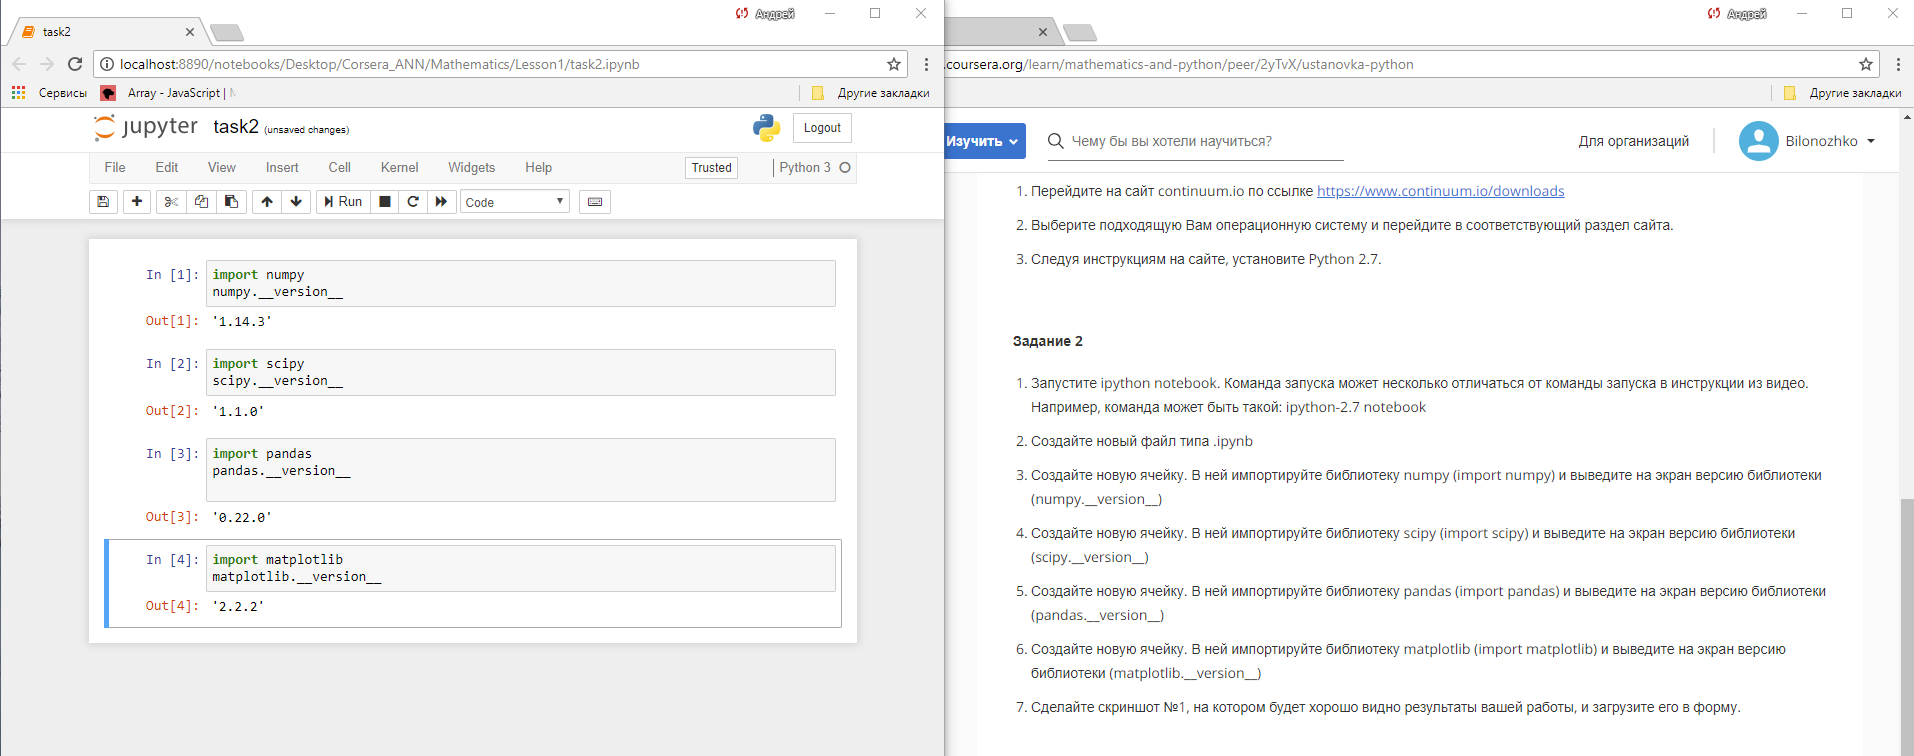 Андрей
task2
localhost:8890/notebooks/Desktop/Corsera_ANN/Mathematics/Lesson1/task2.ipynb
Сервисы
Array - JavaScript |
Другие закладки
jupyter task2 (unsaved changes)
Logout
File Edit View Insert Cell Kernel Widgets Help
Trusted
Python 3
Run
Code
In [1]: import numpy
numpy.__version__
Out[1]: '1.14.3'
In [2]: import scipy
scipy.__version__
Out[2]: '1.1.0'
In [3]: import pandas
pandas.__version__
Out[3]: '0.22.0'
In [4]: import matplotlib
matplotlib.__version__
Out[4]: '2.2.2'
Андрей
.coursera.org/learn/mathematics-and-python/peer/2yTvX/ustanovka-python
Другие закладки
Изучить
Чему бы вы хотели научиться?
Для организаций
Bilonozhko
1. Перейдите на сайт continuum.io по ссылке https://www.continuum.io/downloads
2. Выберите подходящую Вам операционную систему и перейдите в соответствующий раздел сайта.
3. Следуя инструкциям на сайте, установите Python 2.7.
Задание 2
1. Запустите ipython notebook. Команда запуска может несколько отличаться от команды запуска в инструкции из видео.
Например, команда может быть такой: ipython-2.7 notebook
2. Создайте новый файл типа .ipynb
3. Создайте новую ячейку. В ней импортируйте библиотеку numpy (import numpy) и выведите на экран версию библиотеки
(numpy.__version__)
4. Создайте новую ячейку. В ней импортируйте библиотеку scipy (import scipy) и выведите на экран версию библиотеки
(scipy.__version__)
5. Создайте новую ячейку. В ней импортируйте библиотеку pandas (import pandas) и выведите на экран версию библиотеки
(pandas.__version__)
6. Создайте новую ячейку. В ней импортируйте библиотеку matplotlib (import matplotlib) и выведите на экран версию
библиотеки (matplotlib.__version__)
7. Сделайте скриншот №1, на котором будет хорошо видно результаты вашей работы, и загрузите его в форму.